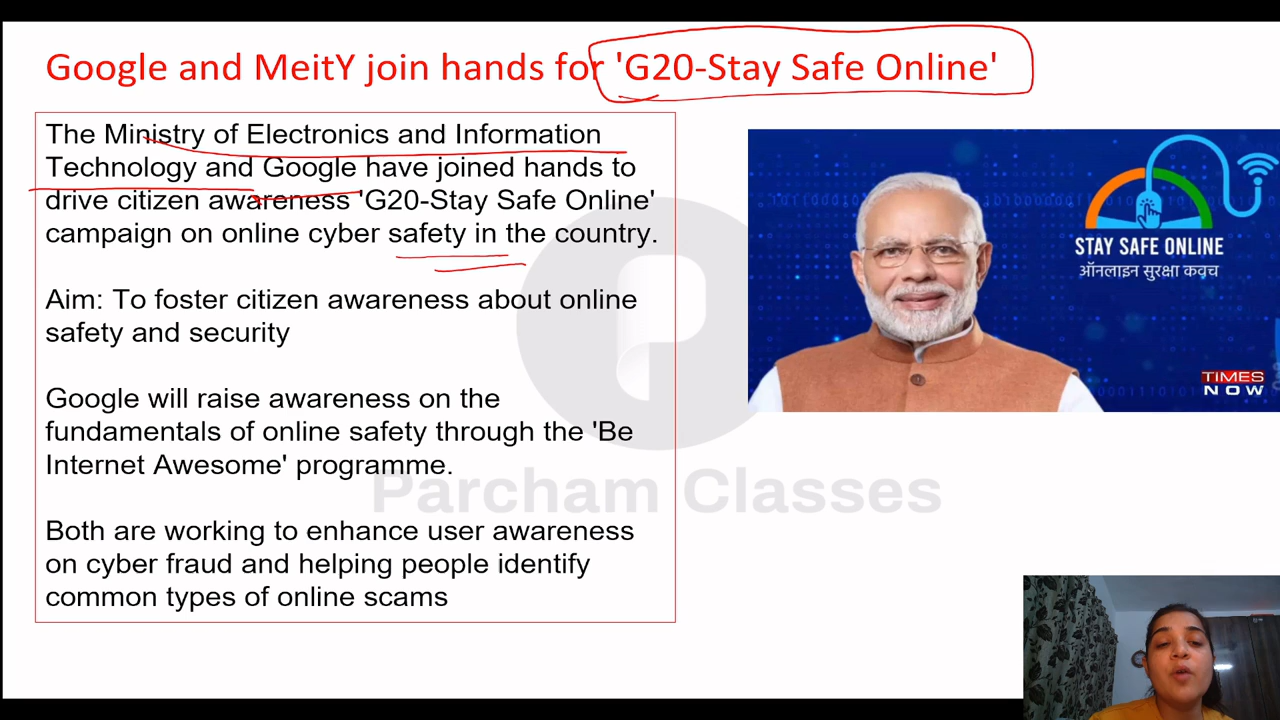 Google and MeitY join hands for 'G20-Stay Safe Online'
The Ministry of Electronics and Information
Technology and Google have joined hands to
drive citizen awareness 'G20-Stay Safe Online'
campaign on online cyber safety in the country.
Aim: To foster citizen awareness about online
safety and security
Google will raise awareness on the
fundamentals of online safety through the 'Be
Internet Awesome' programme.
Both are working to enhance user awareness
on cyber fraud and helping people identify
common types of online scams
STAY SAFE ONLINE
ऑनलाइन सुरक्षा कवच
TIMES
NOW
Parcham Classes